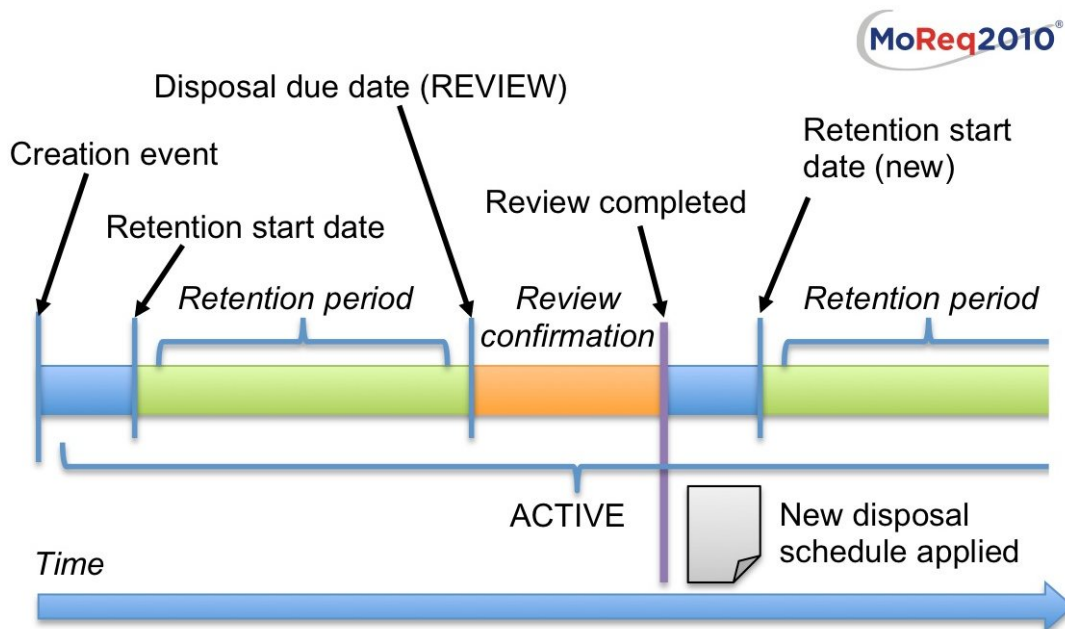 MoReq2010®
Disposal due date (REVIEW)
Retention start
date (new)
Creation event
Review completed
Retention start date
Retention period
Review
confirmation
Retention period
ACTIVE
New disposal
schedule applied
Time